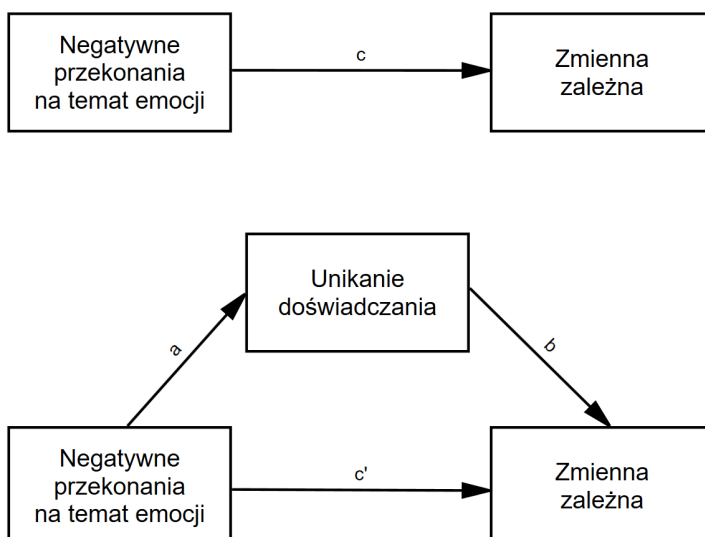 Negatywne
przekonania
na temat emocji
c
Zmienna
zależna
Unikanie
doświadczania
a
b
Negatywne
przekonania
na temat emocji
c'
Zmienna
zależna